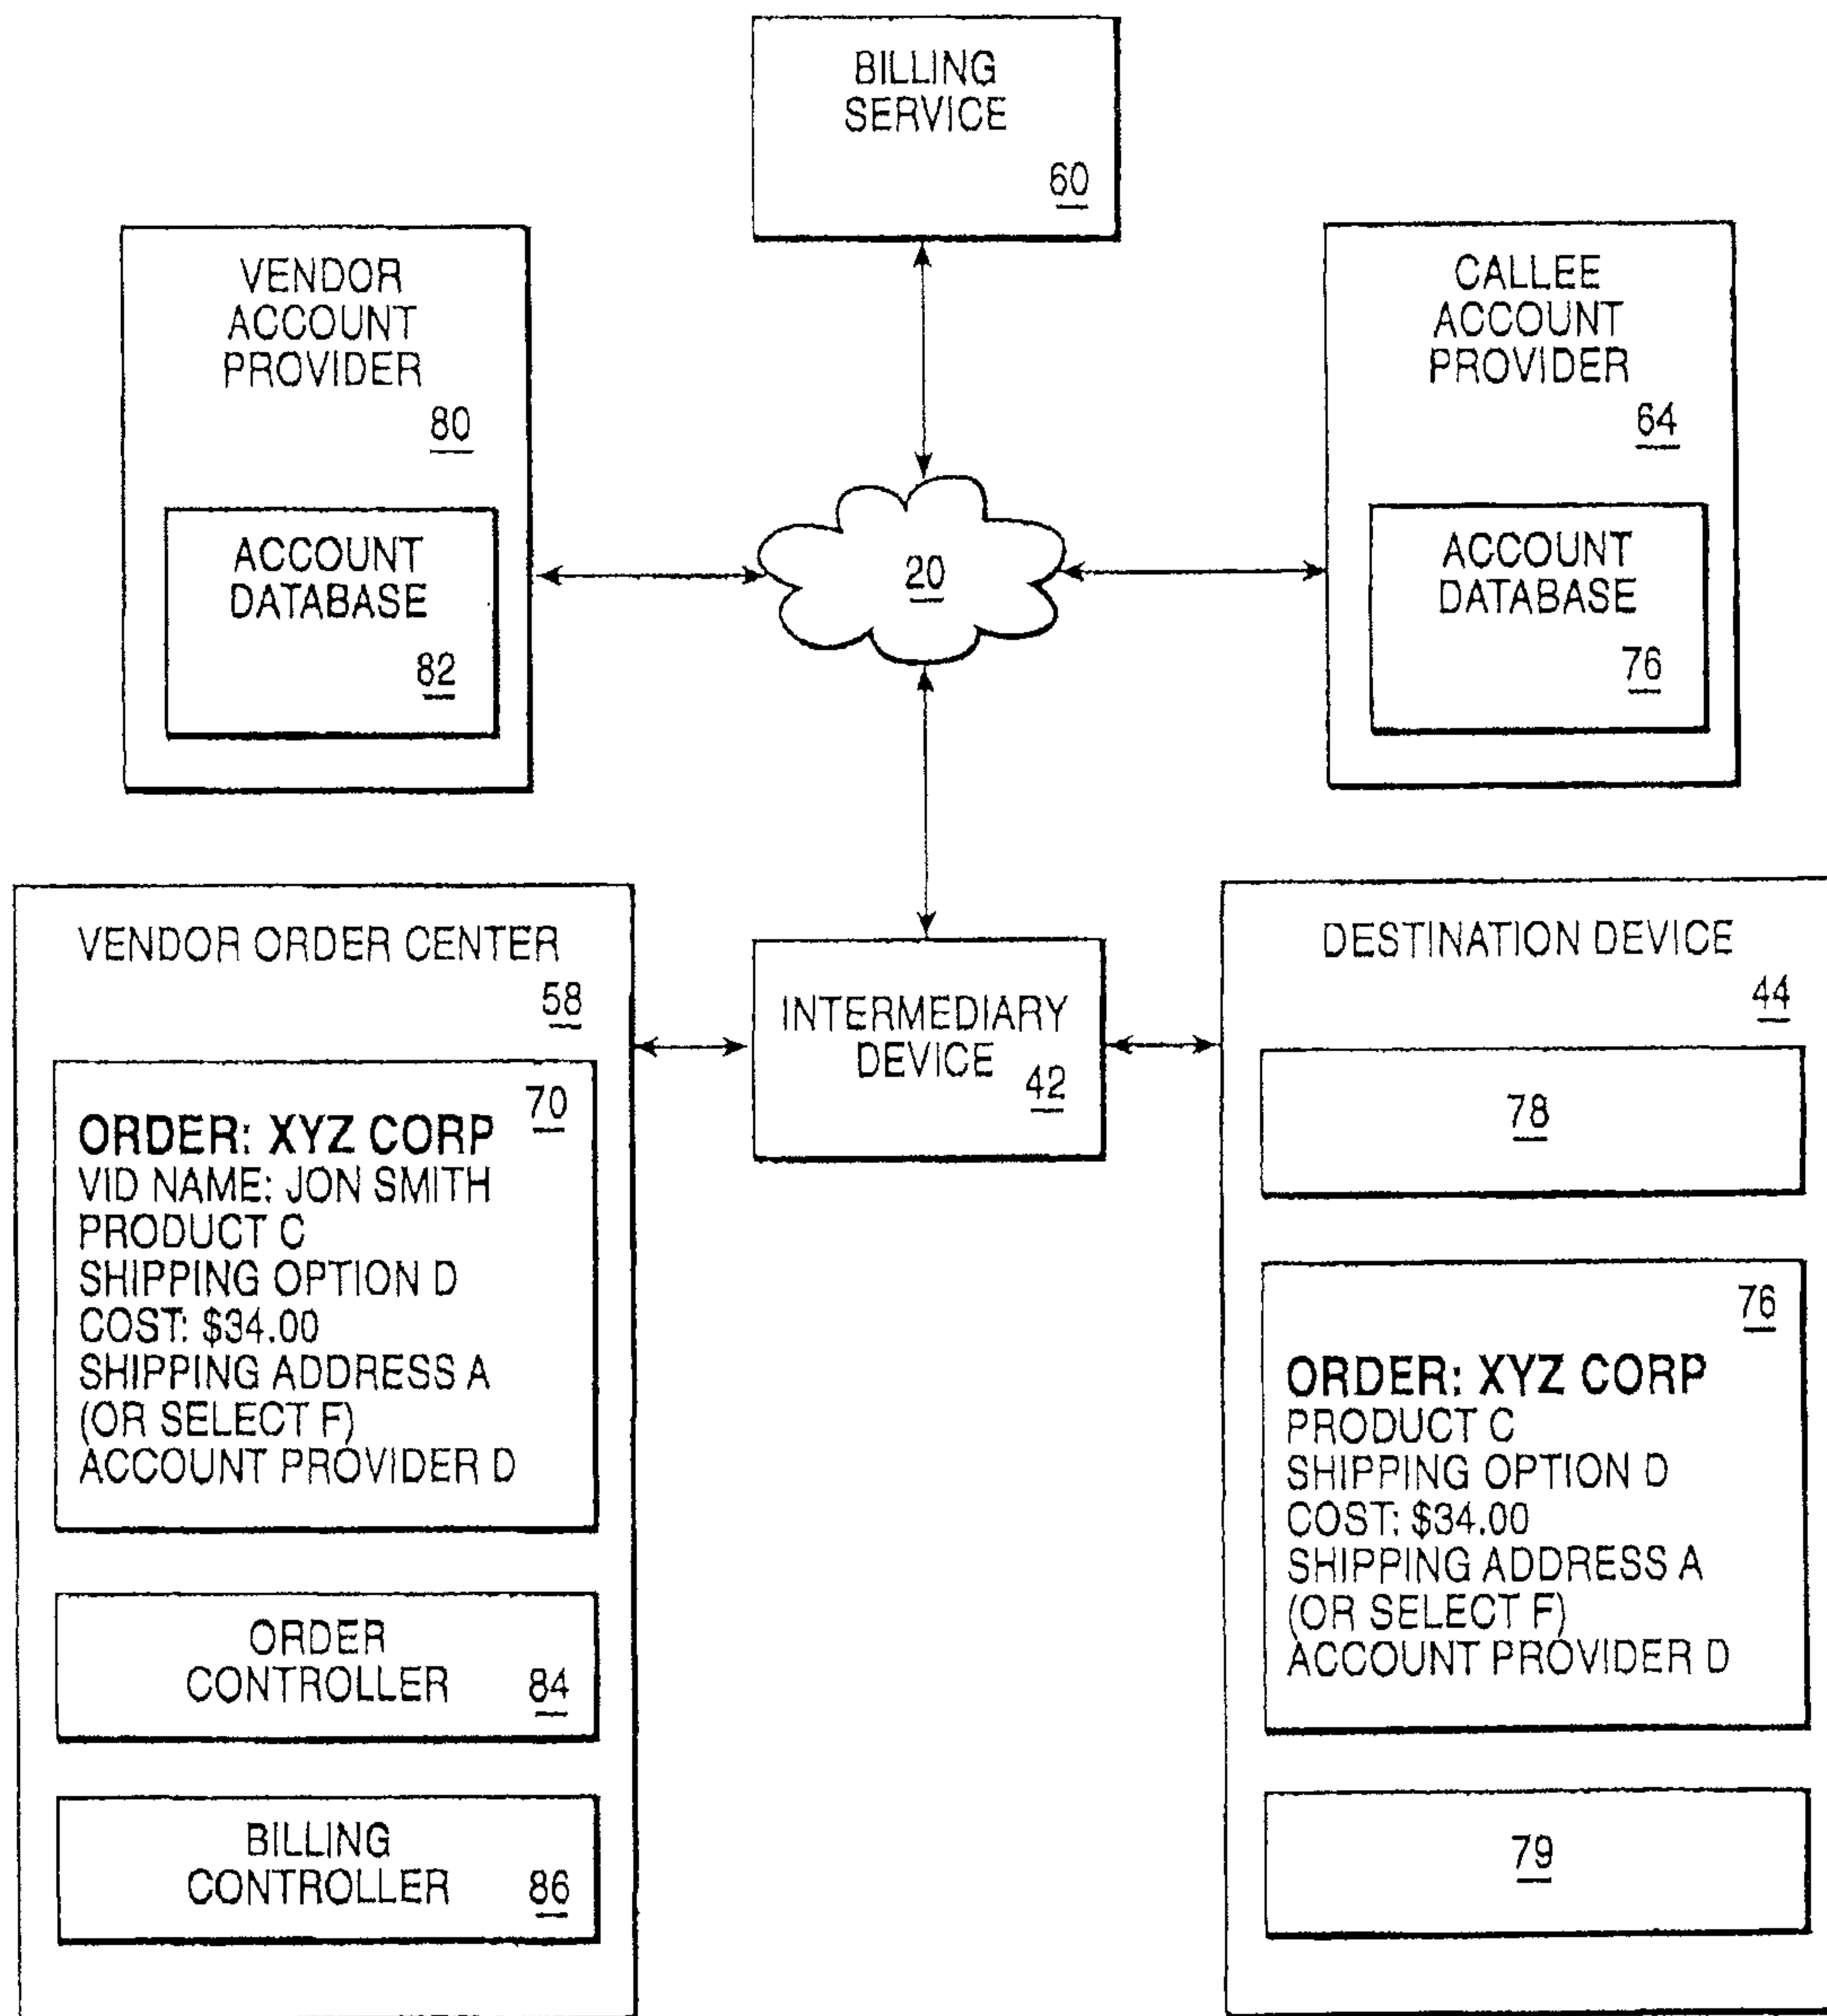 BILLING
SERVICE
60
VENDOR
ACCOUNT
PROVIDER
80
ACCOUNT
DATABASE
82
20
CALLEE
ACCOUNT
PROVIDER
64
ACCOUNT
DATABASE
76
VENDOR ORDER CENTER
58
70
ORDER: XYZ CORP
VID NAME: JON SMITH
PRODUCT C
SHIPPING OPTION D
COST: $34.00
SHIPPING ADDRESS A
(OR SELECT F)
ACCOUNT PROVIDER D
ORDER
CONTROLLER
84
BILLING
CONTROLLER
86
INTERMEDIARY
DEVICE
42
DESTINATION DEVICE
44
78
76
ORDER: XYZ CORP
PRODUCT C
SHIPPING OPTION D
COST: $34.00
SHIPPING ADDRESS A
(OR SELECT F)
ACCOUNT PROVIDER D
79